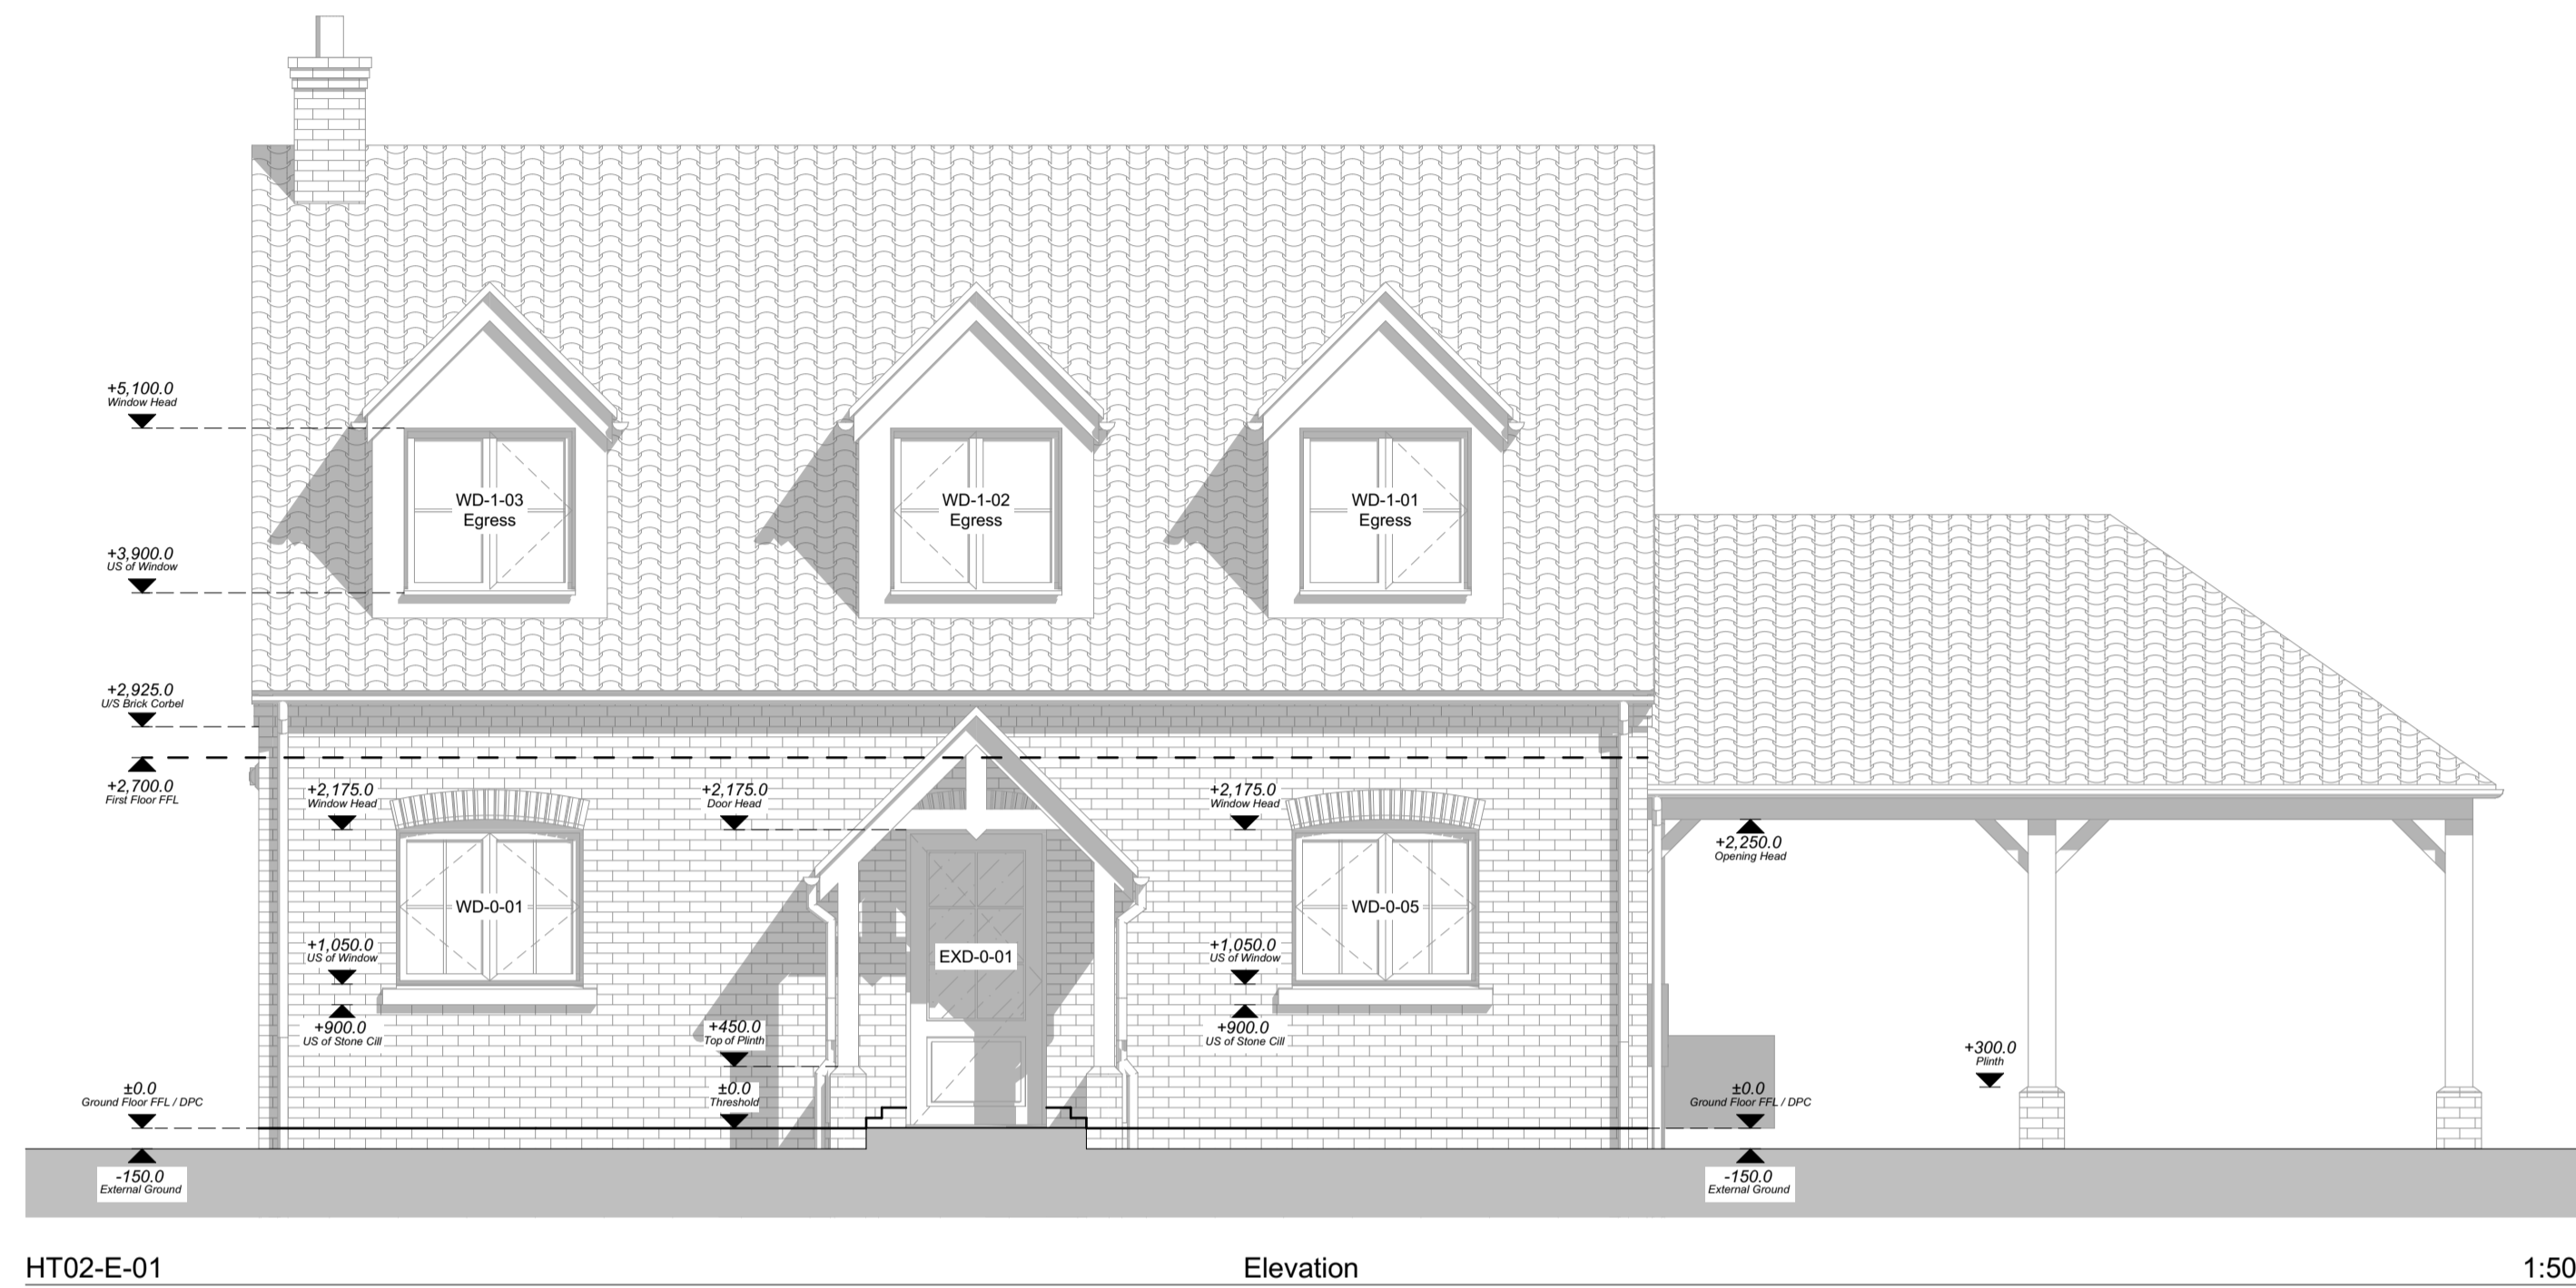 +5,100.0
Window Head
WD-1-03
Egress
WD-1-02
Egress
WD-1-01
Egress
+3,900.0
US of Window
+2,925.0
U/S Brick Corbel
+2,700.0
First Floor FFL
+2,175.0
Window Head
+2,175.0
Door Head
+2,175.0
Window Head
+2,250.0
Opening Head
WD-0-01
WD-0-05
EXD-0-01
+1,050.0
US of Window
+1,050.0
US of Window
+900.0
US of Stone Cill
+450.0
Top of Plinth
+900.0
US of Stone Cill
+300.0
Plinth
±0.0
Ground Floor FFL / DPC
±0.0
Threshold
±0.0
Ground Floor FFL / DPC
-150.0
External Ground
-150.0
External Ground
HT02-E-01
Elevation
1:50